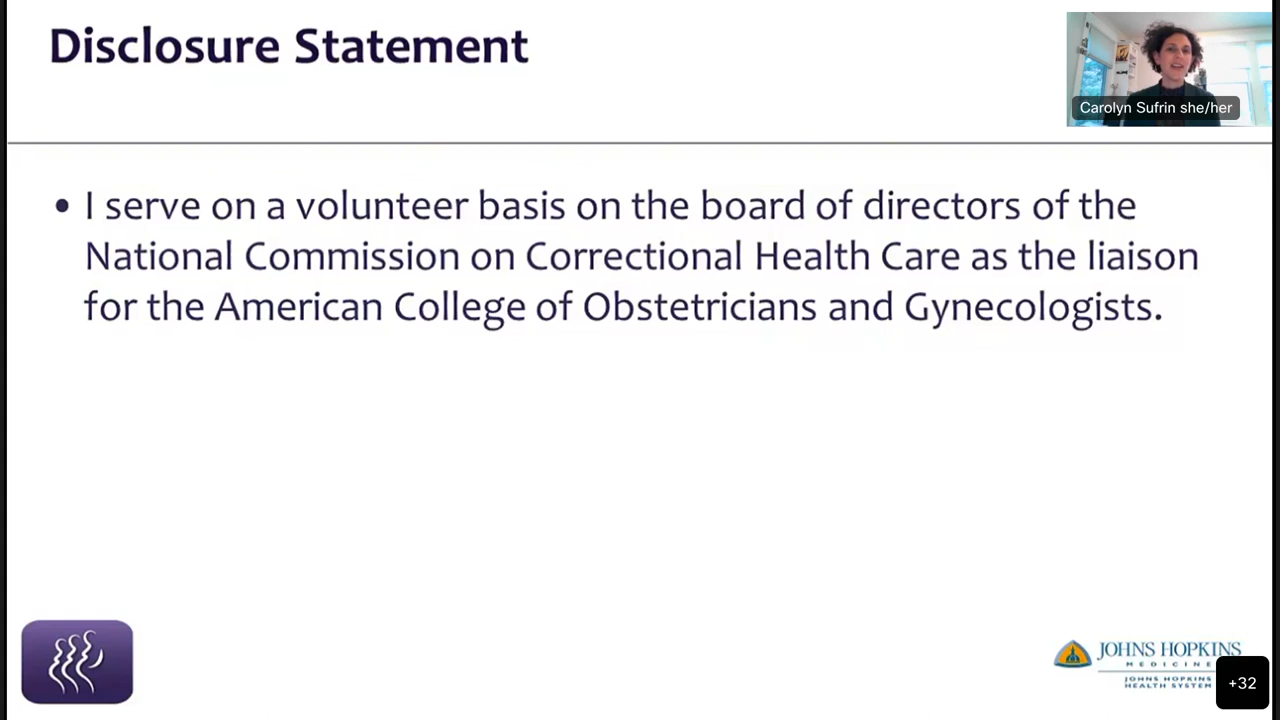 Disclosure Statement
Carolyn Sufrin she/her
• I serve on a volunteer basis on the board of directors of the
National Commission on Correctional Health Care as the liaison
for the American College of Obstetricians and Gynecologists.
JOHNS HOPKINS
MEDICINE
JOHNS HOPKINS
HEALTH SYSTEM
+32